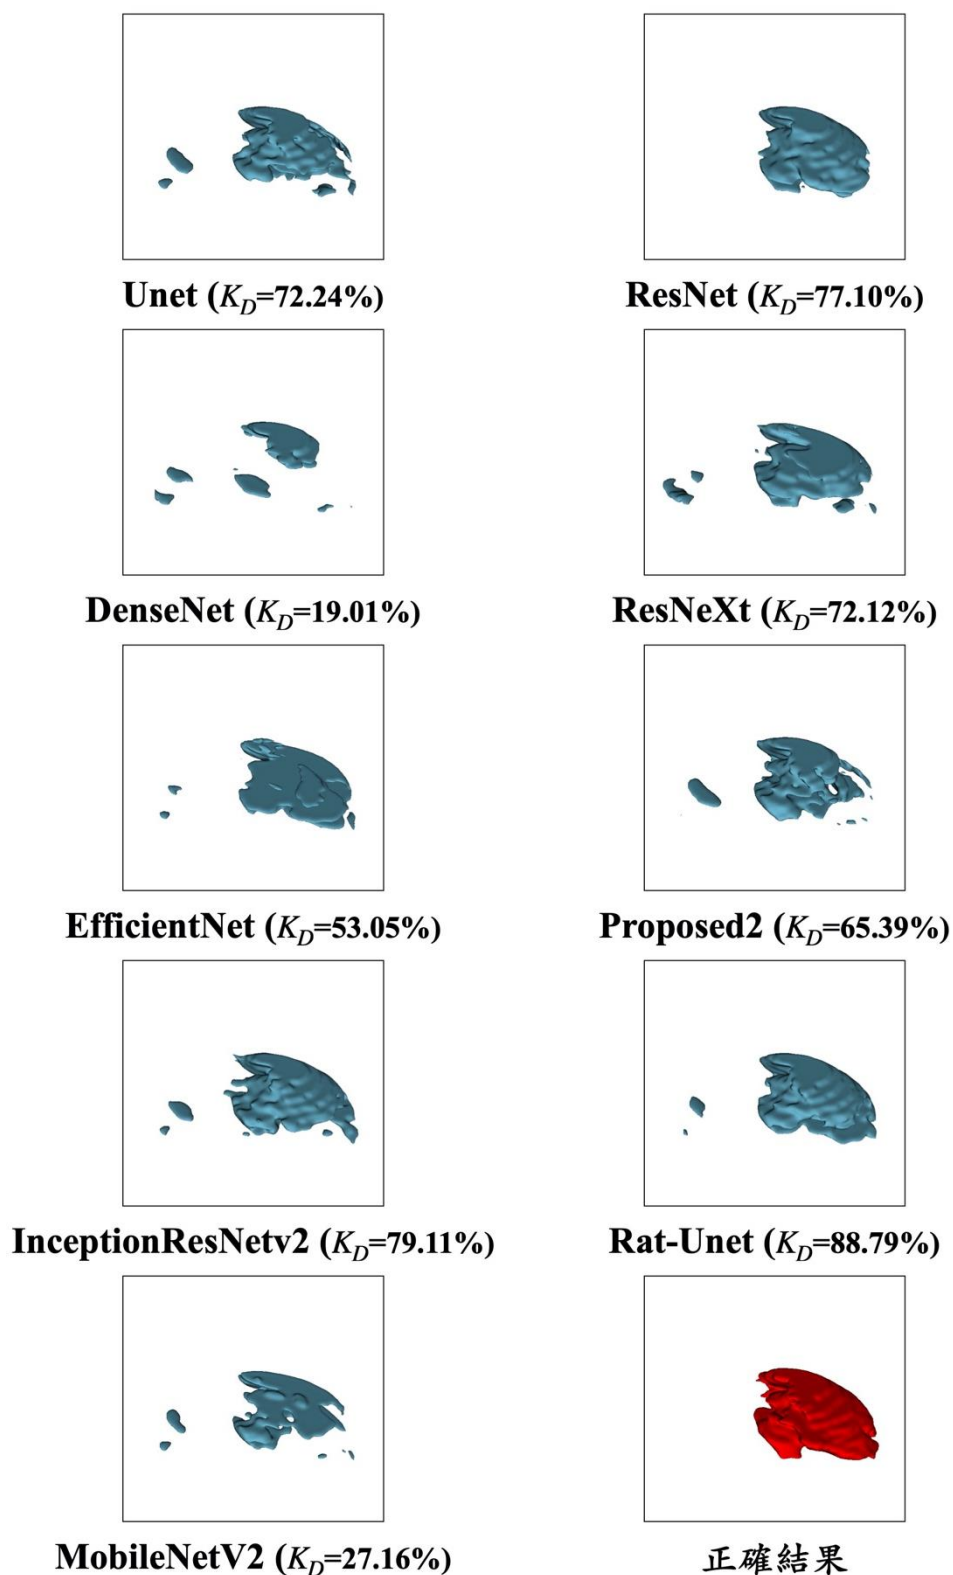 Unet (K_D=72.24%)
ResNet (K_D=77.10%)
DenseNet (K_D=19.01%)
ResNeXt (K_D=72.12%)
EfficientNet (K_D=53.05%)
Proposed2 (K_D=65.39%)
InceptionResNetv2 (K_D=79.11%)
Rat-Unet (K_D=88.79%)
MobileNetV2 (K_D=27.16%)
正確結果